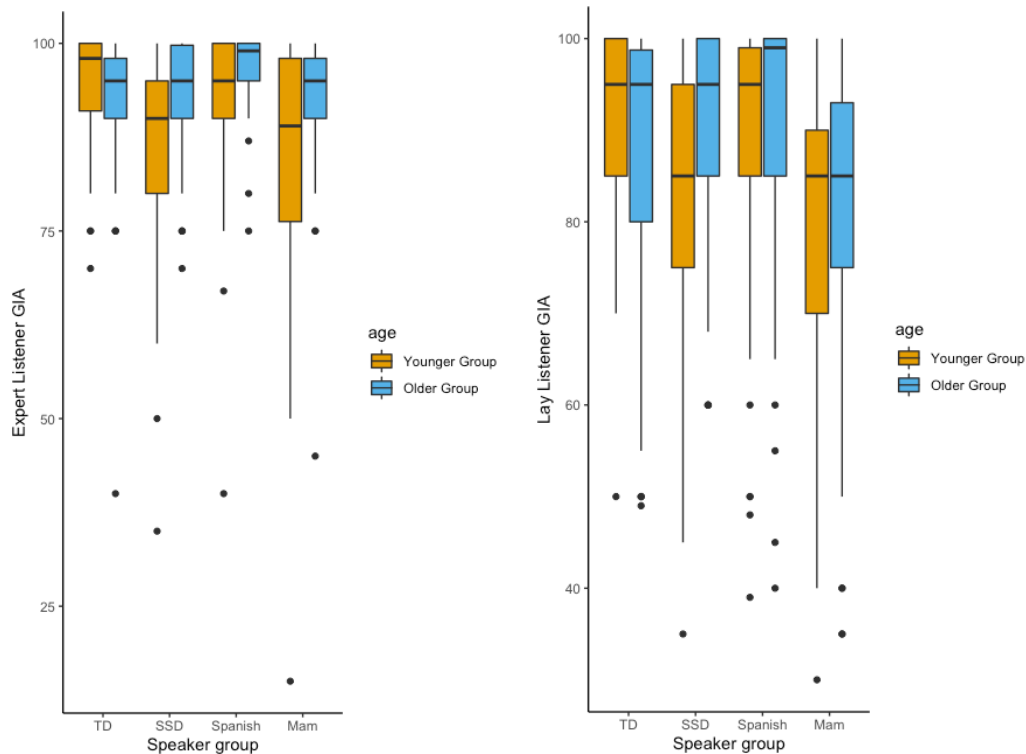 100
75
50
25
Expert Listener GIA
TD SSD Spanish Mam
Speaker group
age
Younger Group
Older Group
100
80
60
40
Lay Listener GIA
TD SSD Spanish Mam
Speaker group
age
Younger Group
Older Group